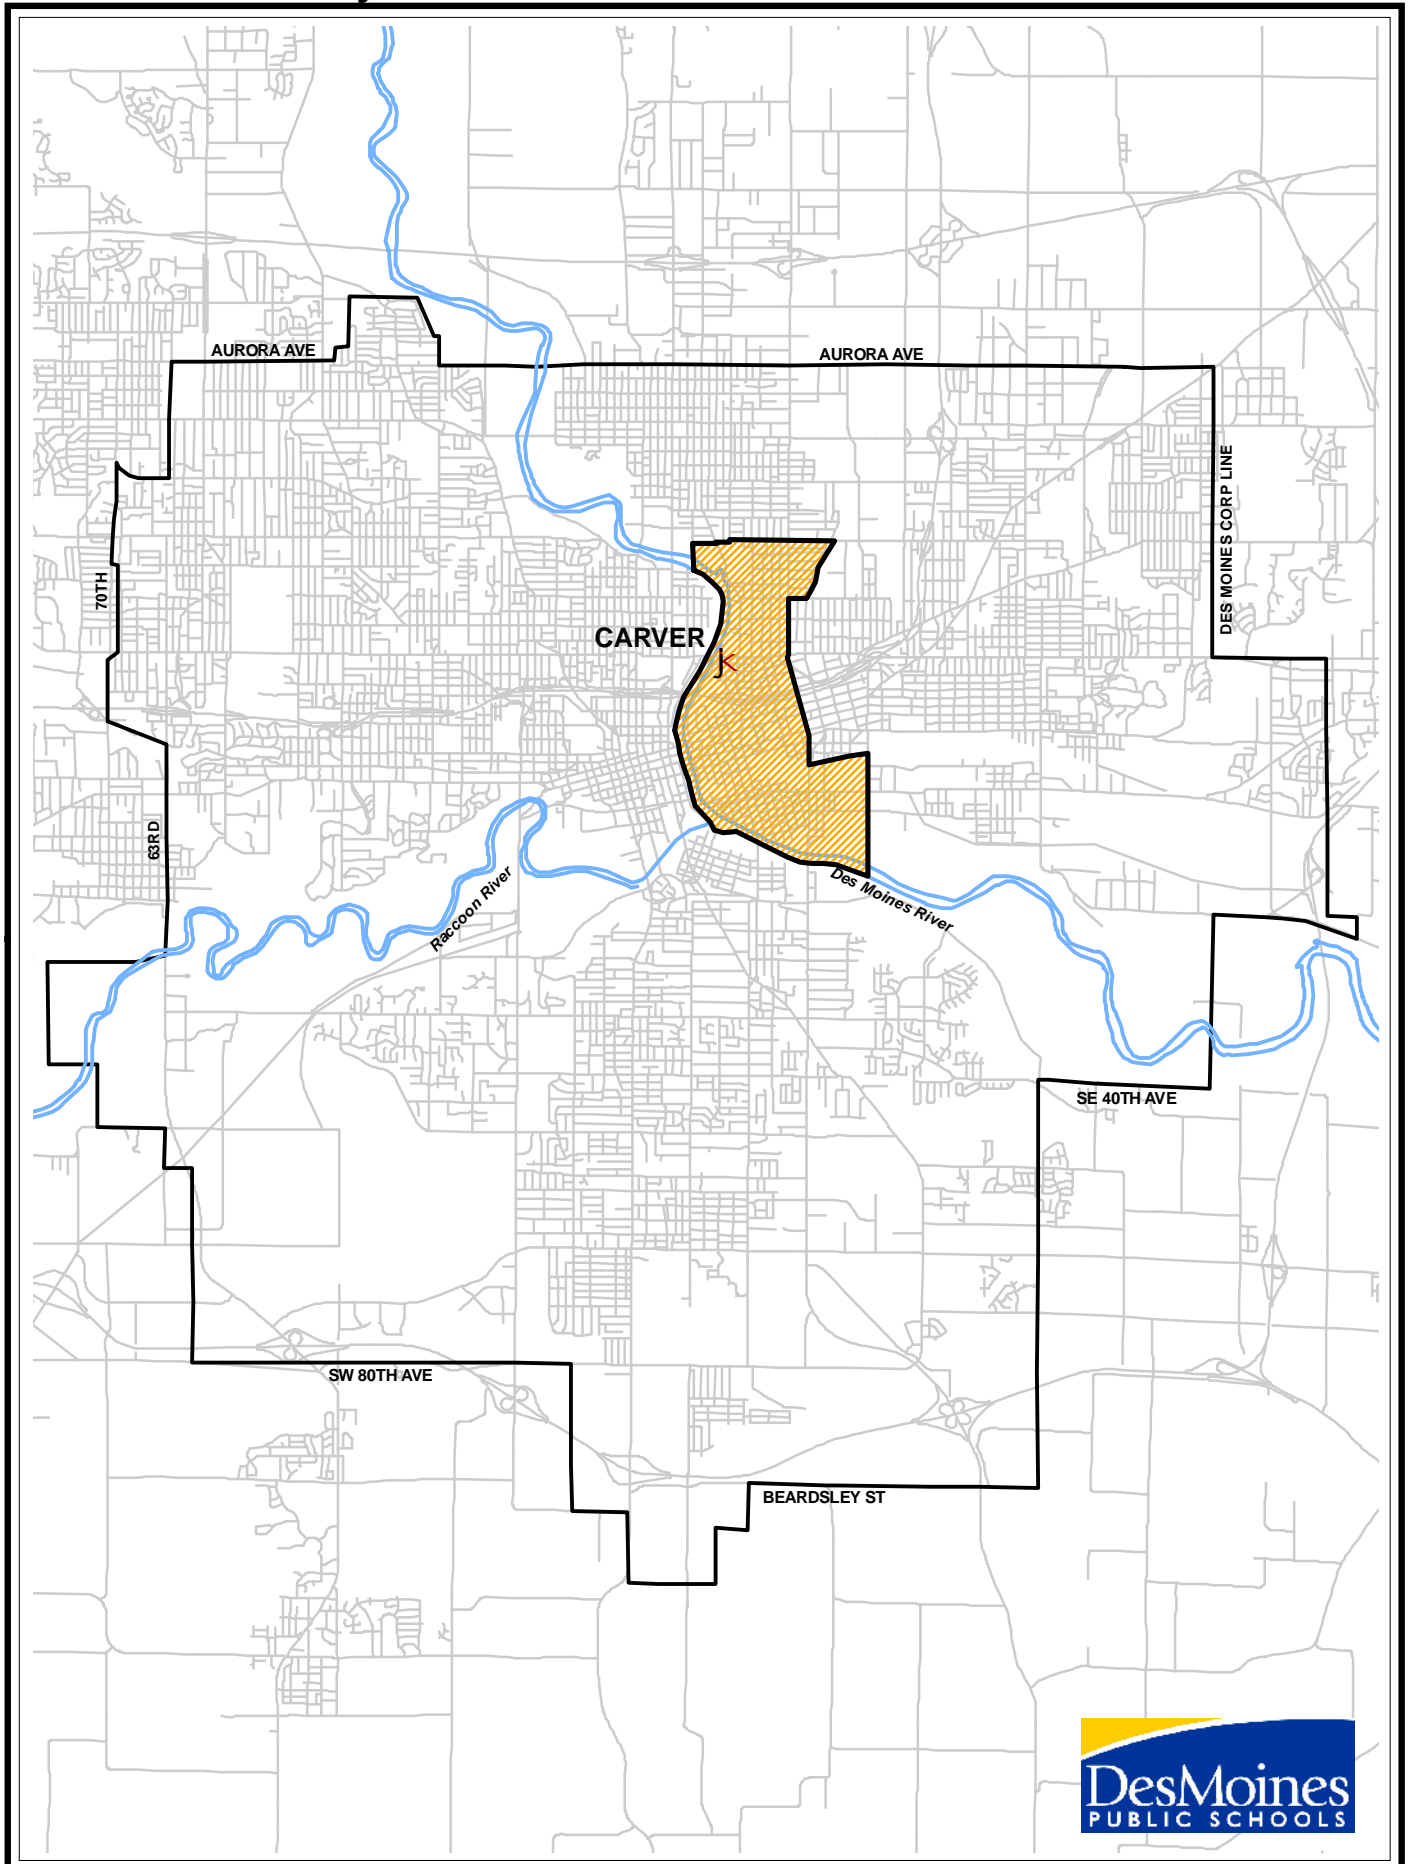 AURORA AVE
AURORA AVE
DES MOINES CORP LINE
70TH
CARVER
63RD
Raccoon River
Des Moines River
SE 40TH AVE
SW 80TH AVE
BEARDSLEY ST
DesMoines
PUBLIC SCHOOLS